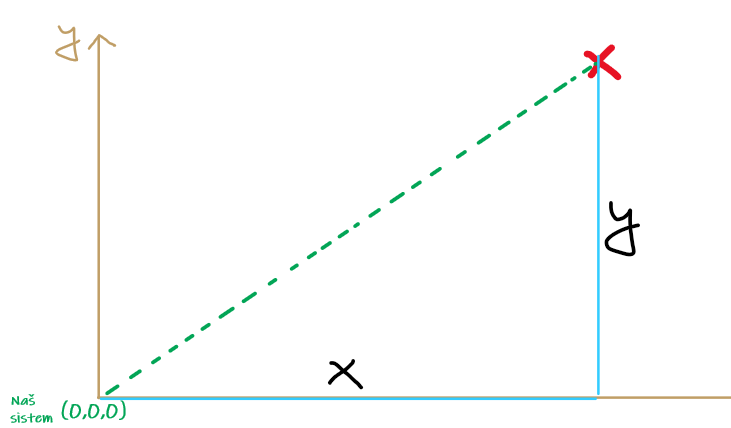 y
y
x
Naš
sistem (0,0,0)